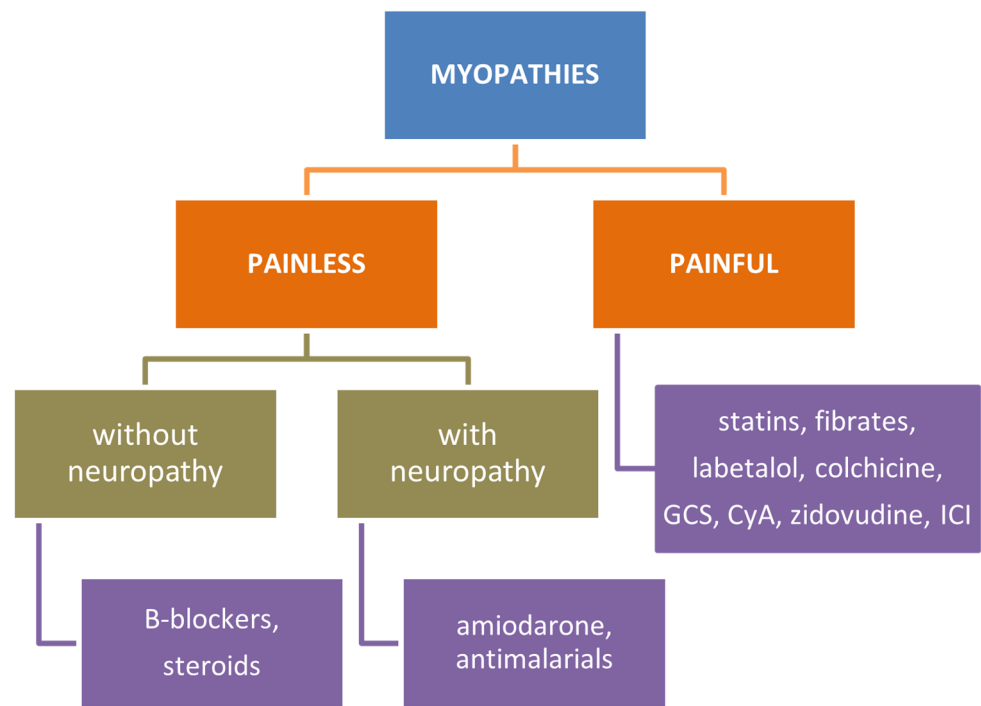 MYOPATHIES
PAINLESS
PAINFUL
without
neuropathy
with
neuropathy
statins, fibrates,
labetalol, colchicine,
GCS, CyA, zidovudine, ICI
B-blockers,
steroids
amiodarone,
antimalarials